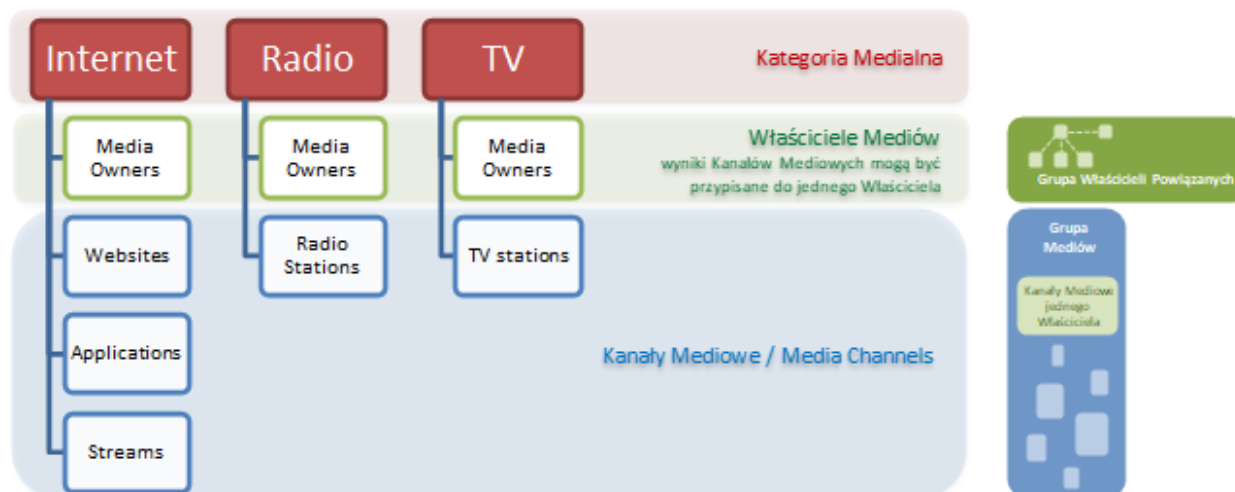 Internet
Radio
TV
Kategoria Medialna
Media
Owners
Media
Owners
Media
Owners
Właściciele Mediów
wyniki Kanałów Mediowych mogą być
przypisane do jednego Właściciela
Grupa Właścicieli Powiązanych
Websites
Radio
Stations
TV stations
Applications
Streams
Kanały Mediowe / Media Channels
Grupa
Mediów
Kanały Mediowe
jednego
Właściciela